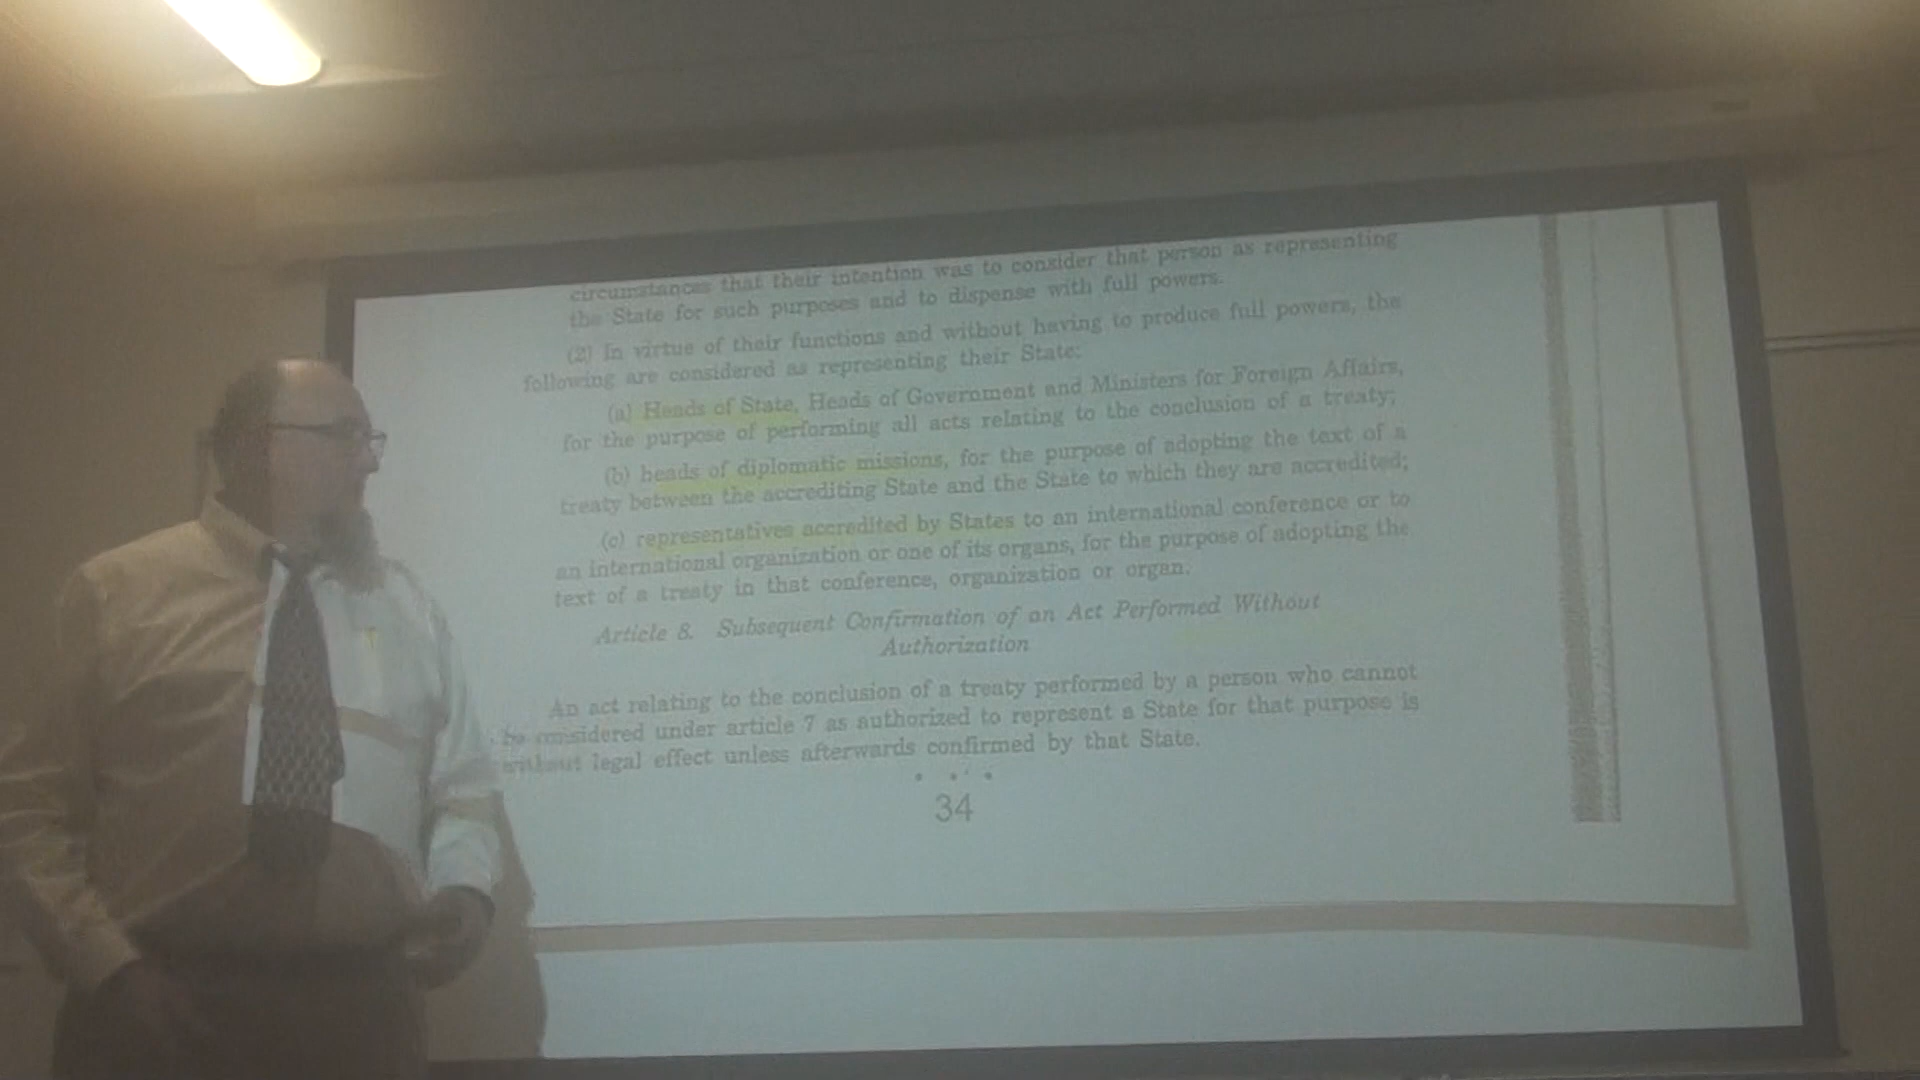 circumstances that their intention was to consider that person as representing
the State for such purposes and to dispense with full powers.
(2) In virtue of their functions and without having to produce full powers, the
following are considered as representing their State:
(a) Heads of State, Heads of Government and Ministers for Foreign Affairs,
for the purpose of performing all acts relating to the conclusion of a treaty;
(b) heads of diplomatic missions, for the purpose of adopting the text of a
treaty between the accrediting State and the State to which they are accredited;
(c) representatives accredited by States to an international conference or to
an international organization or one of its organs, for the purpose of adopting the
text of a treaty in that conference, organization or organ.
Article 8. Subsequent Confirmation of an Act Performed Without
Authorization
An act relating to the conclusion of a treaty performed by a person who cannot
be considered under article 7 as authorized to represent a State for that purpose is
without legal effect unless afterwards confirmed by that State.
. . .
34